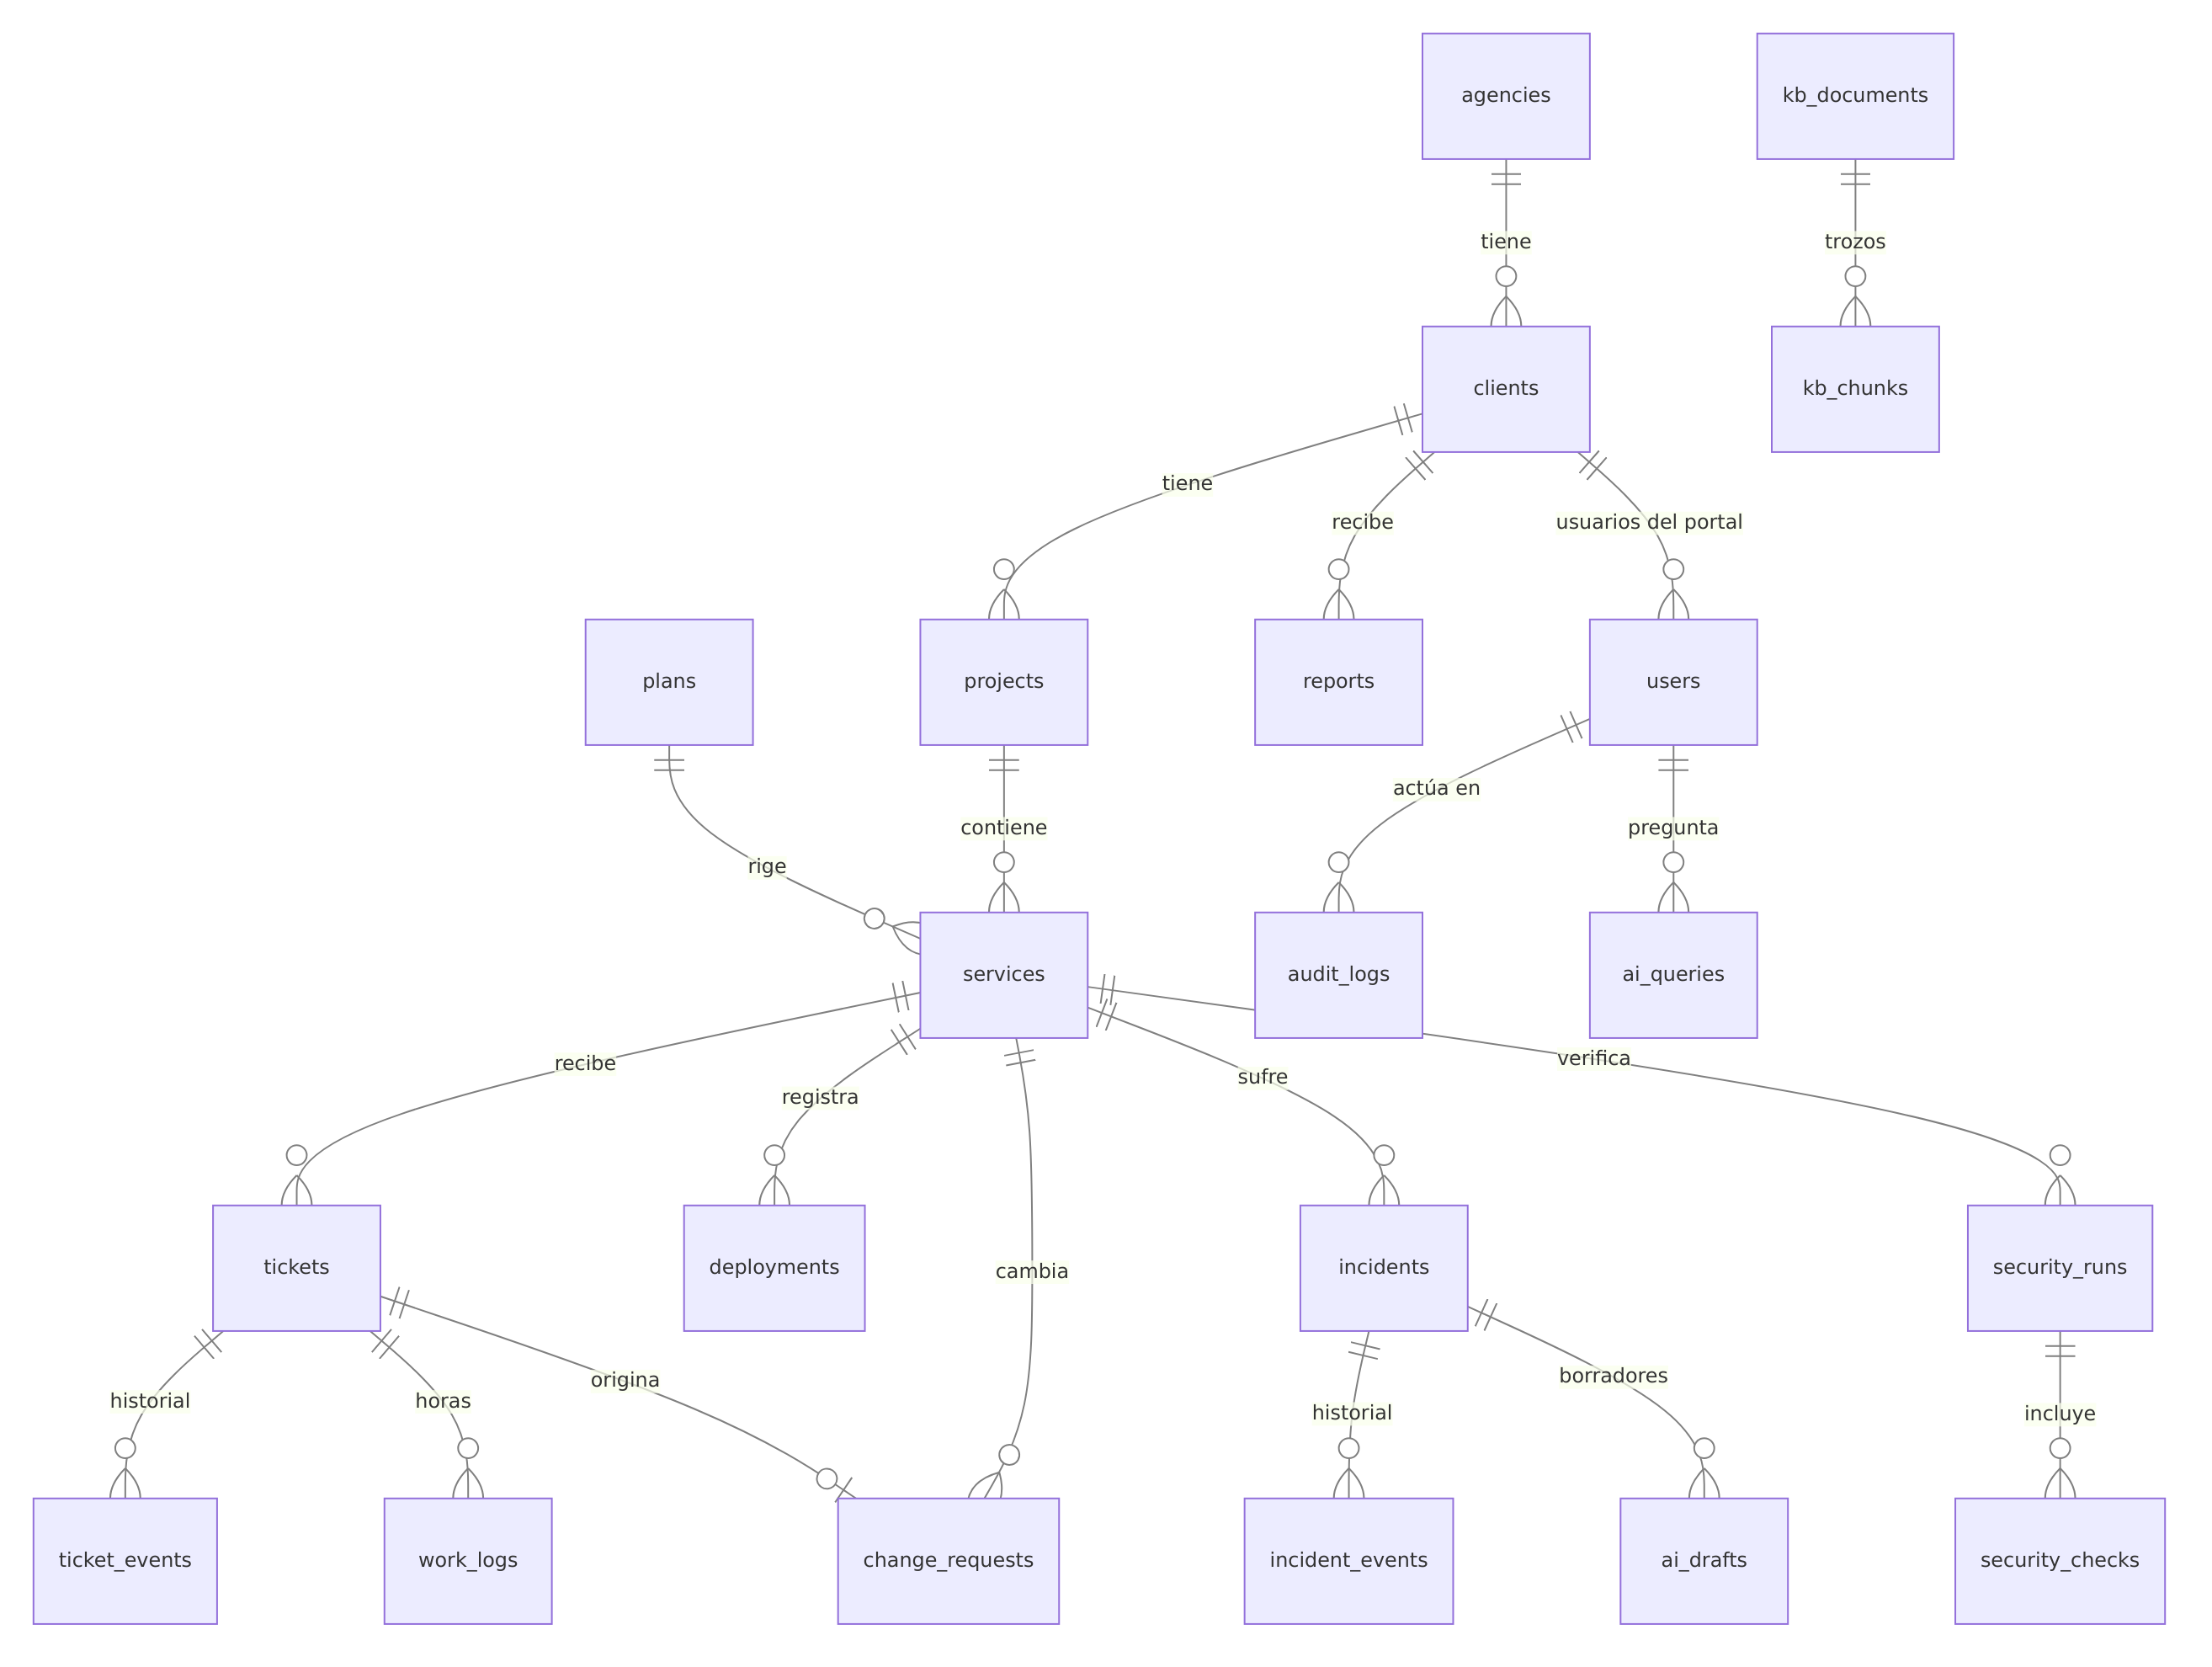 agencies
kb_documents
tiene
trozos
clients
kb_chunks
tiene
recibe
usuarios del portal
plans
projects
reports
users
actúa en
contiene
pregunta
rige
services
audit_logs
ai_queries
recibe
registra
sufre
verifica
tickets
deployments
cambia
incidents
security_runs
historial
horas
origina
historial
borradores
incluye
ticket_events
work_logs
change_requests
incident_events
ai_drafts
security_checks